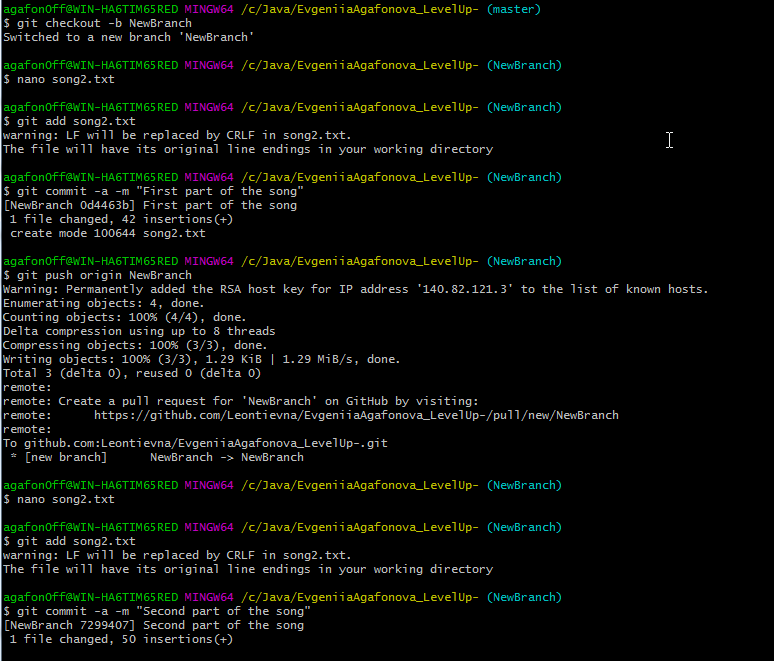 agafonOff@WIN-HA6TIM65RED MINGW64 /c/Java/EvgeniiaAgafonova_LevelUp- (master)
$ git checkout -b NewBranch
Switched to a new branch 'NewBranch'
agafonOff@WIN-HA6TIM65RED MINGW64 /c/Java/EvgeniiaAgafonova_LevelUp- (NewBranch)
$ nano song2.txt
agafonOff@WIN-HA6TIM65RED MINGW64 /c/Java/EvgeniiaAgafonova_LevelUp- (NewBranch)
$ git add song2.txt
warning: LF will be replaced by CRLF in song2.txt.
The file will have its original line endings in your working directory
agafonOff@WIN-HA6TIM65RED MINGW64 /c/Java/EvgeniiaAgafonova_LevelUp- (NewBranch)
$ git commit -a -m "First part of the song"
[NewBranch 0d4463b] First part of the song
 1 file changed, 42 insertions(+)
 create mode 100644 song2.txt
agafonOff@WIN-HA6TIM65RED MINGW64 /c/Java/EvgeniiaAgafonova_LevelUp- (NewBranch)
$ git push origin NewBranch
Warning: Permanently added the RSA host key for IP address '140.82.121.3' to the list of known hosts.
Enumerating objects: 4, done.
Counting objects: 100% (4/4), done.
Delta compression using up to 8 threads
Compressing objects: 100% (3/3), done.
Writing objects: 100% (3/3), 1.29 KiB | 1.29 MiB/s, done.
Total 3 (delta 0), reused 0 (delta 0)
remote:
remote: Create a pull request for 'NewBranch' on GitHub by visiting:
remote:      https://github.com/Leontievna/EvgeniiaAgafonova_LevelUp-/pull/new/NewBranch
remote:
To github.com:Leontievna/EvgeniiaAgafonova_LevelUp-.git
 * [new branch]      NewBranch -> NewBranch
agafonOff@WIN-HA6TIM65RED MINGW64 /c/Java/EvgeniiaAgafonova_LevelUp- (NewBranch)
$ nano song2.txt
agafonOff@WIN-HA6TIM65RED MINGW64 /c/Java/EvgeniiaAgafonova_LevelUp- (NewBranch)
$ git add song2.txt
warning: LF will be replaced by CRLF in song2.txt.
The file will have its original line endings in your working directory
agafonOff@WIN-HA6TIM65RED MINGW64 /c/Java/EvgeniiaAgafonova_LevelUp- (NewBranch)
$ git commit -a -m "Second part of the song"
[NewBranch 7299407] Second part of the song
 1 file changed, 50 insertions(+)